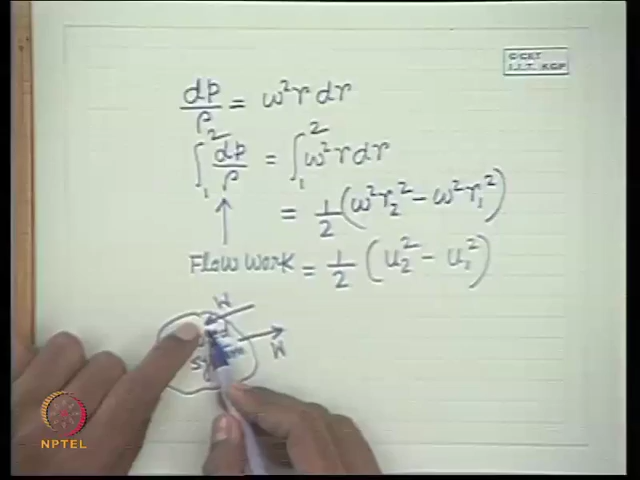 C CET
I.I.T. KGP
dp/ρ = ω²r dr
∫₁² dp/ρ = ∫₁² ω²r dr
= 1/2 (ω²r₂² − ω²r₁²)
Flow work = 1/2 (u₂² − u₁²)
W
W
NPTEL